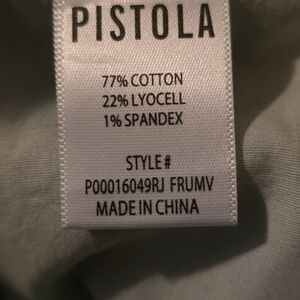 PISTOLA
77% COTTON
22% LYOCELL
1% SPANDEX
STYLE#
P00016049RJ FRUMV
MADE IN CHINA